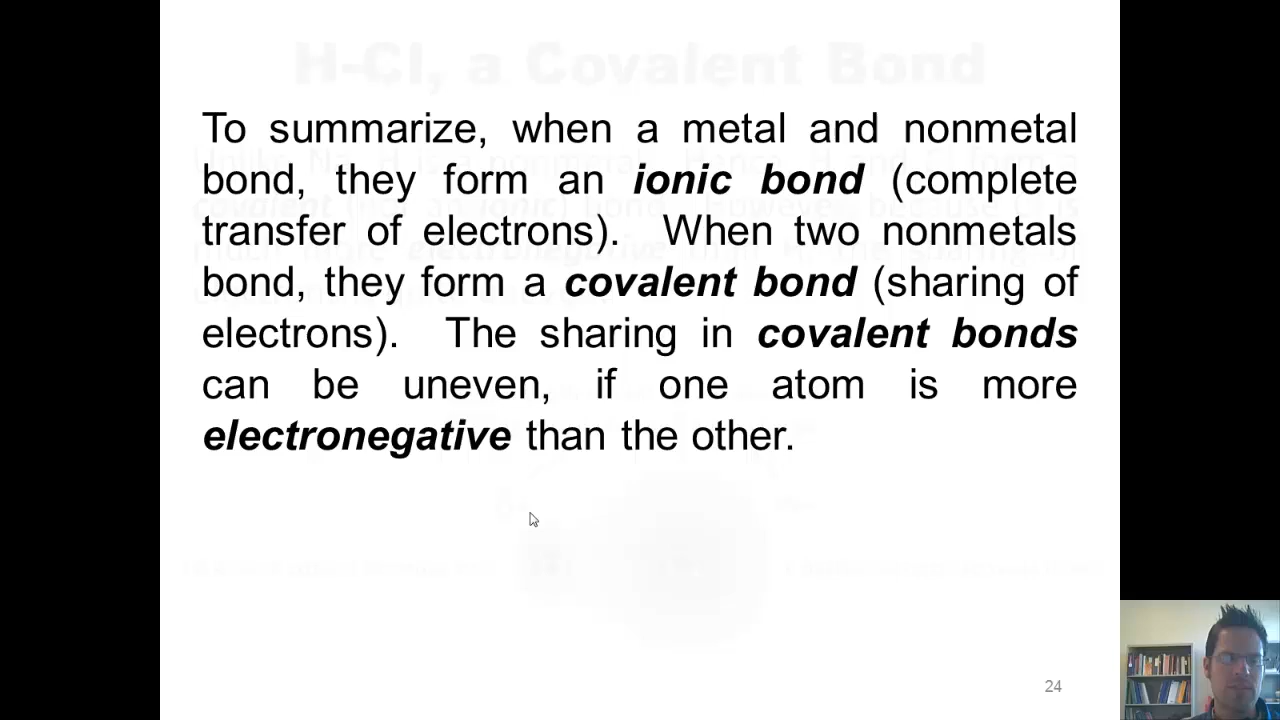 H-Cl, a Covalent Bond
To summarize, when a metal and nonmetal
bond, they form an ionic bond (complete
transfer of electrons). When two nonmetals
bond, they form a covalent bond (sharing of
electrons). The sharing in covalent bonds
can be uneven, if one atom is more
electronegative than the other.
24